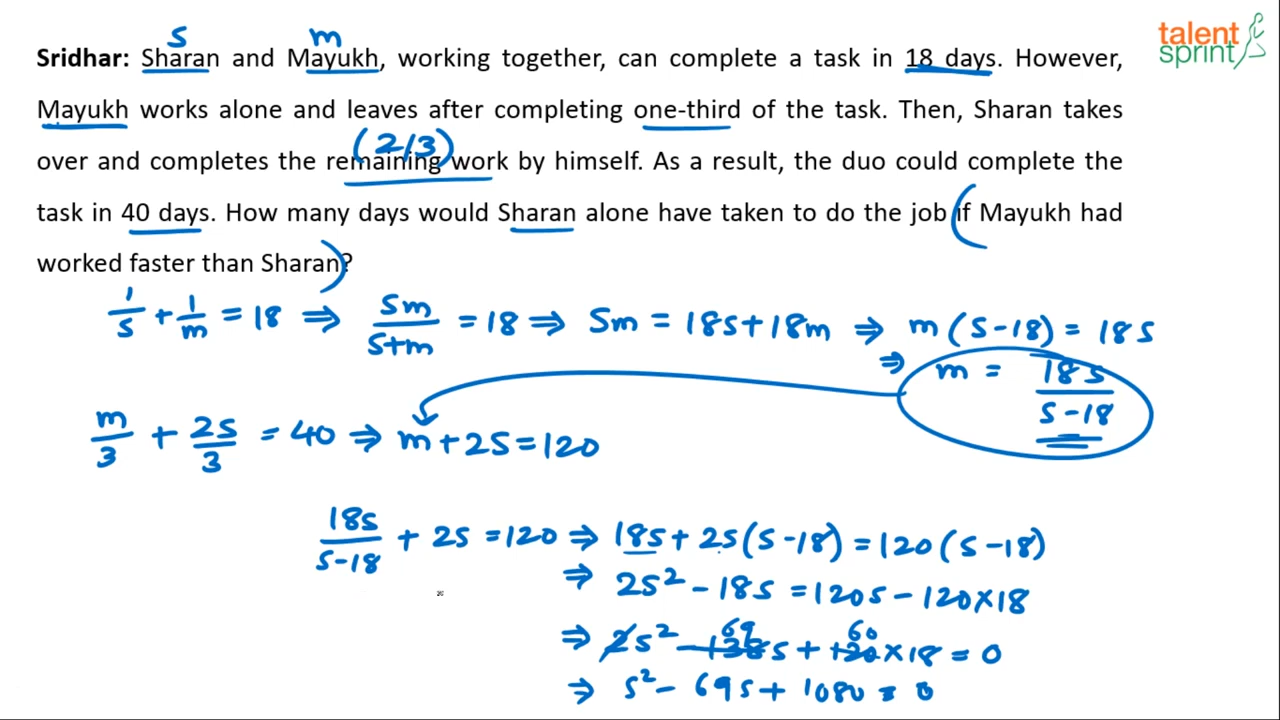 talent
sprint
s m
Sridhar: Sharan and Mayukh, working together, can complete a task in 18 days. However,
Mayukh works alone and leaves after completing one-third of the task. Then, Sharan takes
(2/3)
over and completes the remaining work by himself. As a result, the duo could complete the
task in 40 days. How many days would Sharan alone have taken to do the job (if Mayukh had
worked faster than Sharan)?
1/s + 1/m = 18 ⇒ sm/(s+m) = 18 ⇒ sm = 18s+18m ⇒ m(s-18) = 18s
⇒ m = 18s/(s-18)
m/3 + 2s/3 = 40 ⇒ m+2s=120
18s/(s-18) + 2s = 120 ⇒ 18s + 2s(s-18) = 120(s-18)
⇒ 2s² - 18s = 120s - 120×18
69 60
⇒ 2s² - 138s + 120×18 = 0
⇒ s² - 69s + 1080 = 0